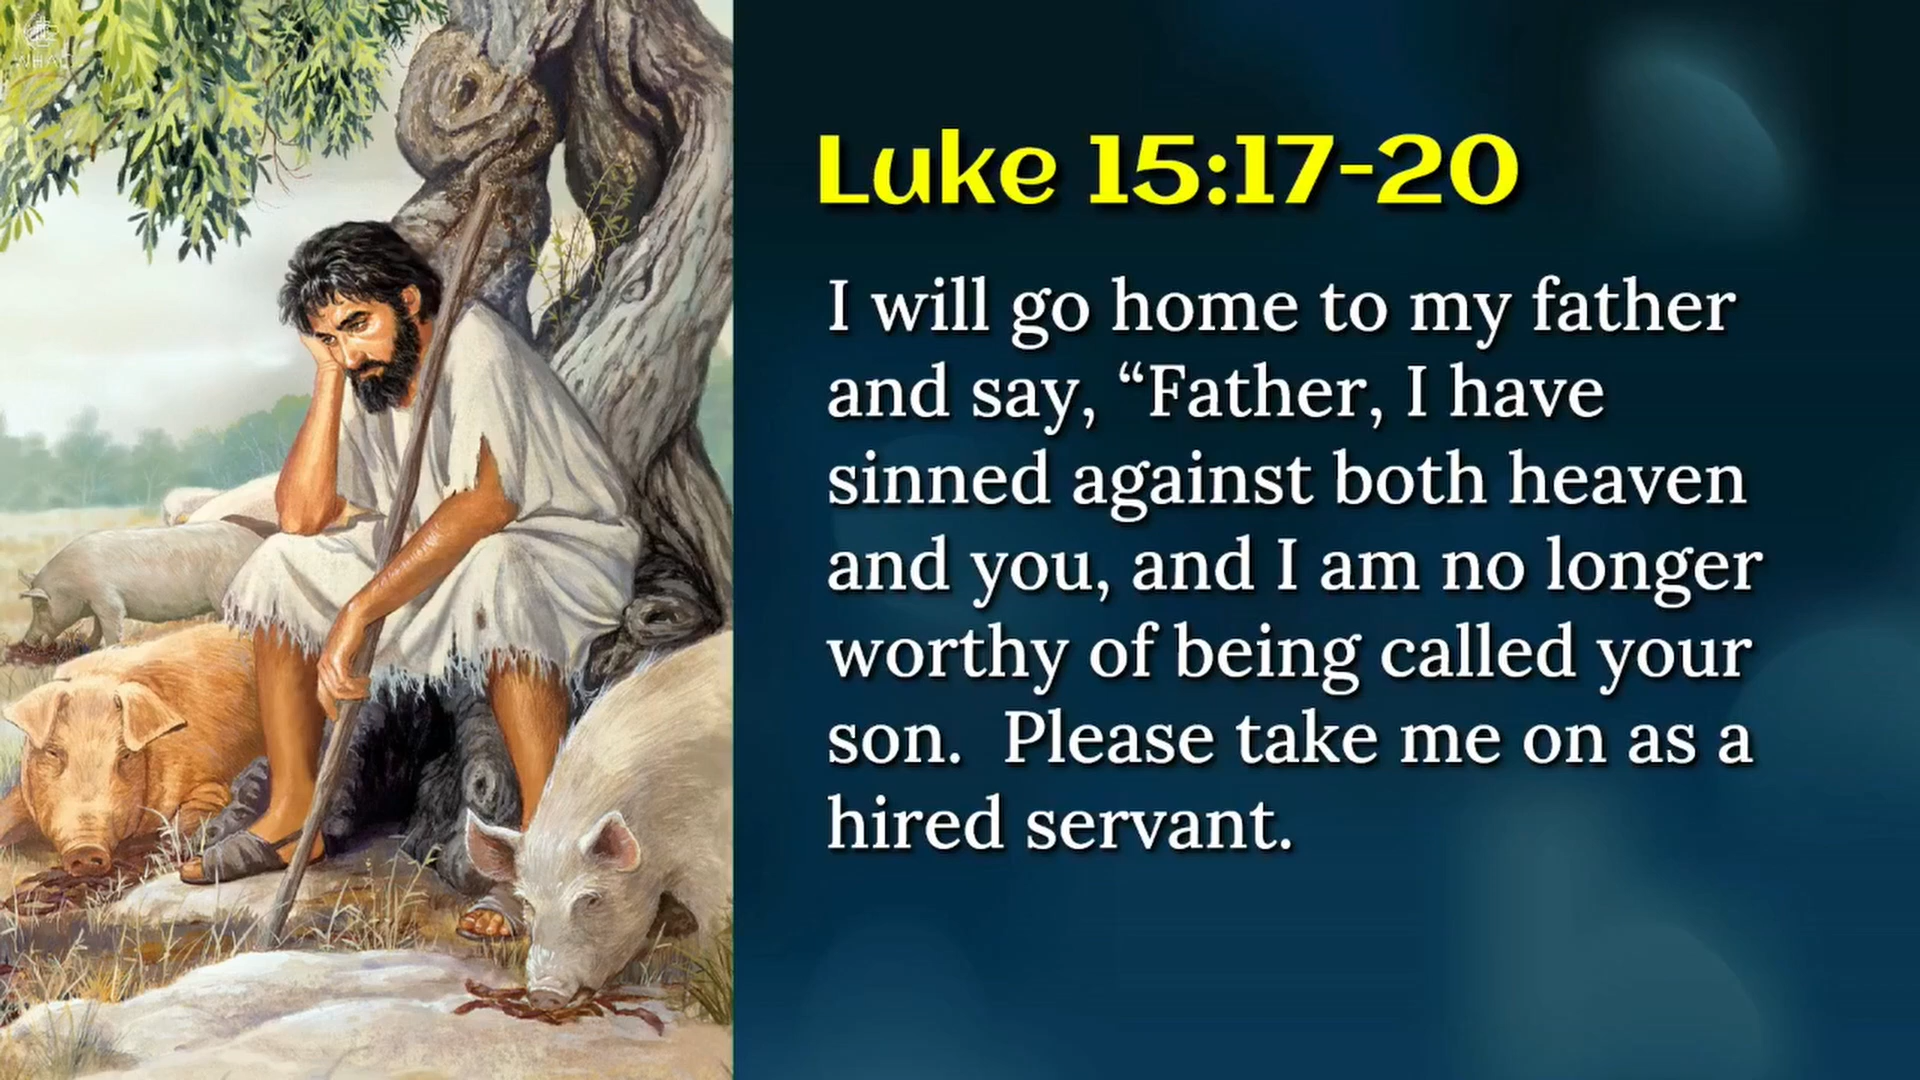 Luke 15:17-20
I will go home to my father
and say, “Father, I have
sinned against both heaven
and you, and I am no longer
worthy of being called your
son.  Please take me on as a
hired servant.